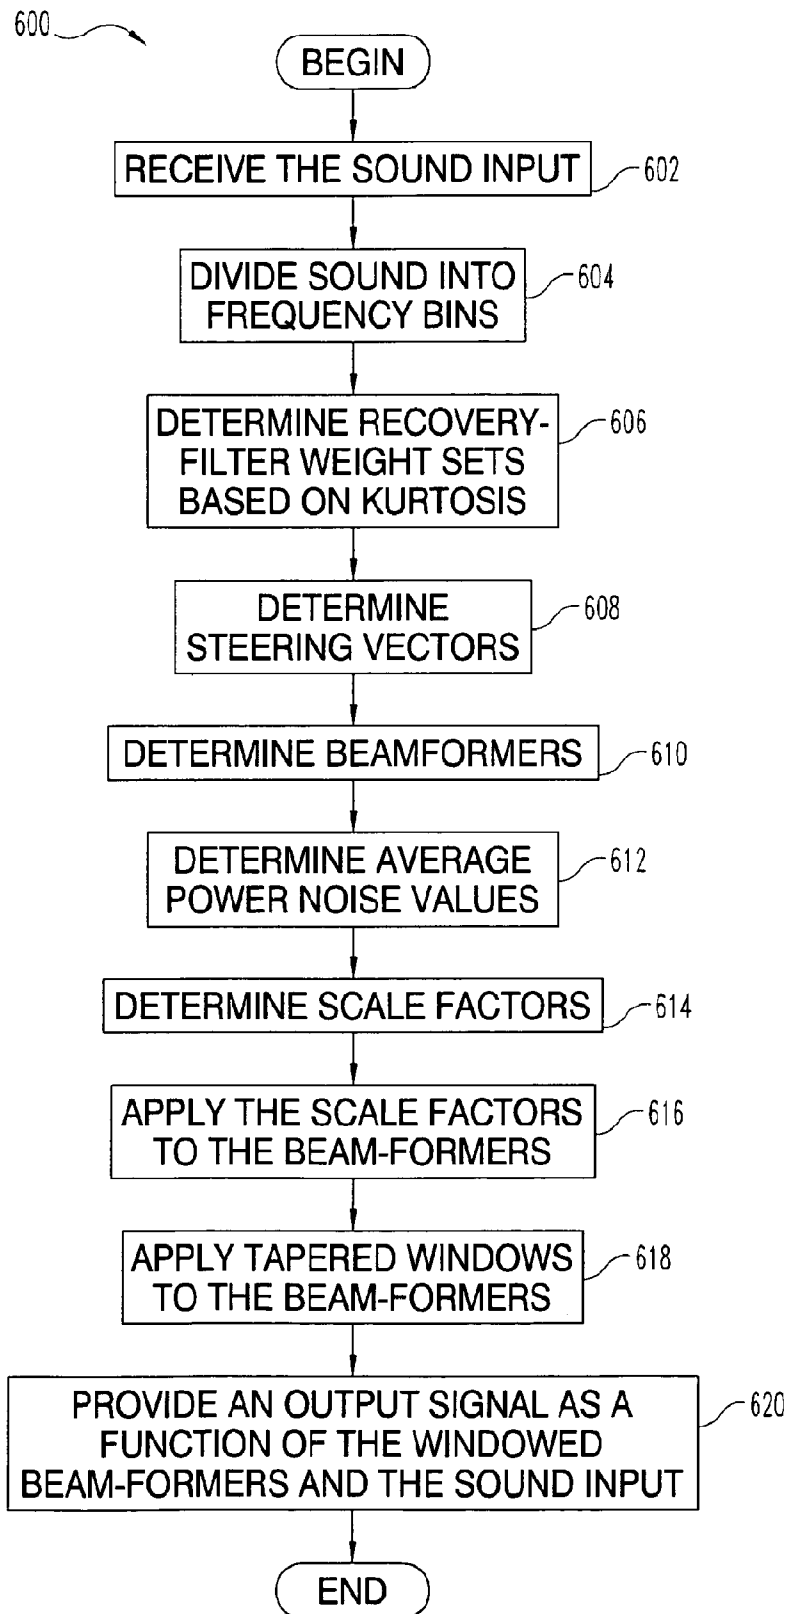 600
BEGIN
RECEIVE THE SOUND INPUT
602
DIVIDE SOUND INTO
FREQUENCY BINS
604
DETERMINE RECOVERY-
FILTER WEIGHT SETS
BASED ON KURTOSIS
606
DETERMINE
STEERING VECTORS
608
DETERMINE BEAMFORMERS
610
DETERMINE AVERAGE
POWER NOISE VALUES
612
DETERMINE SCALE FACTORS
614
APPLY THE SCALE FACTORS
TO THE BEAM-FORMERS
616
APPLY TAPERED WINDOWS
TO THE BEAM-FORMERS
618
PROVIDE AN OUTPUT SIGNAL AS A
FUNCTION OF THE WINDOWED
BEAM-FORMERS AND THE SOUND INPUT
620
END